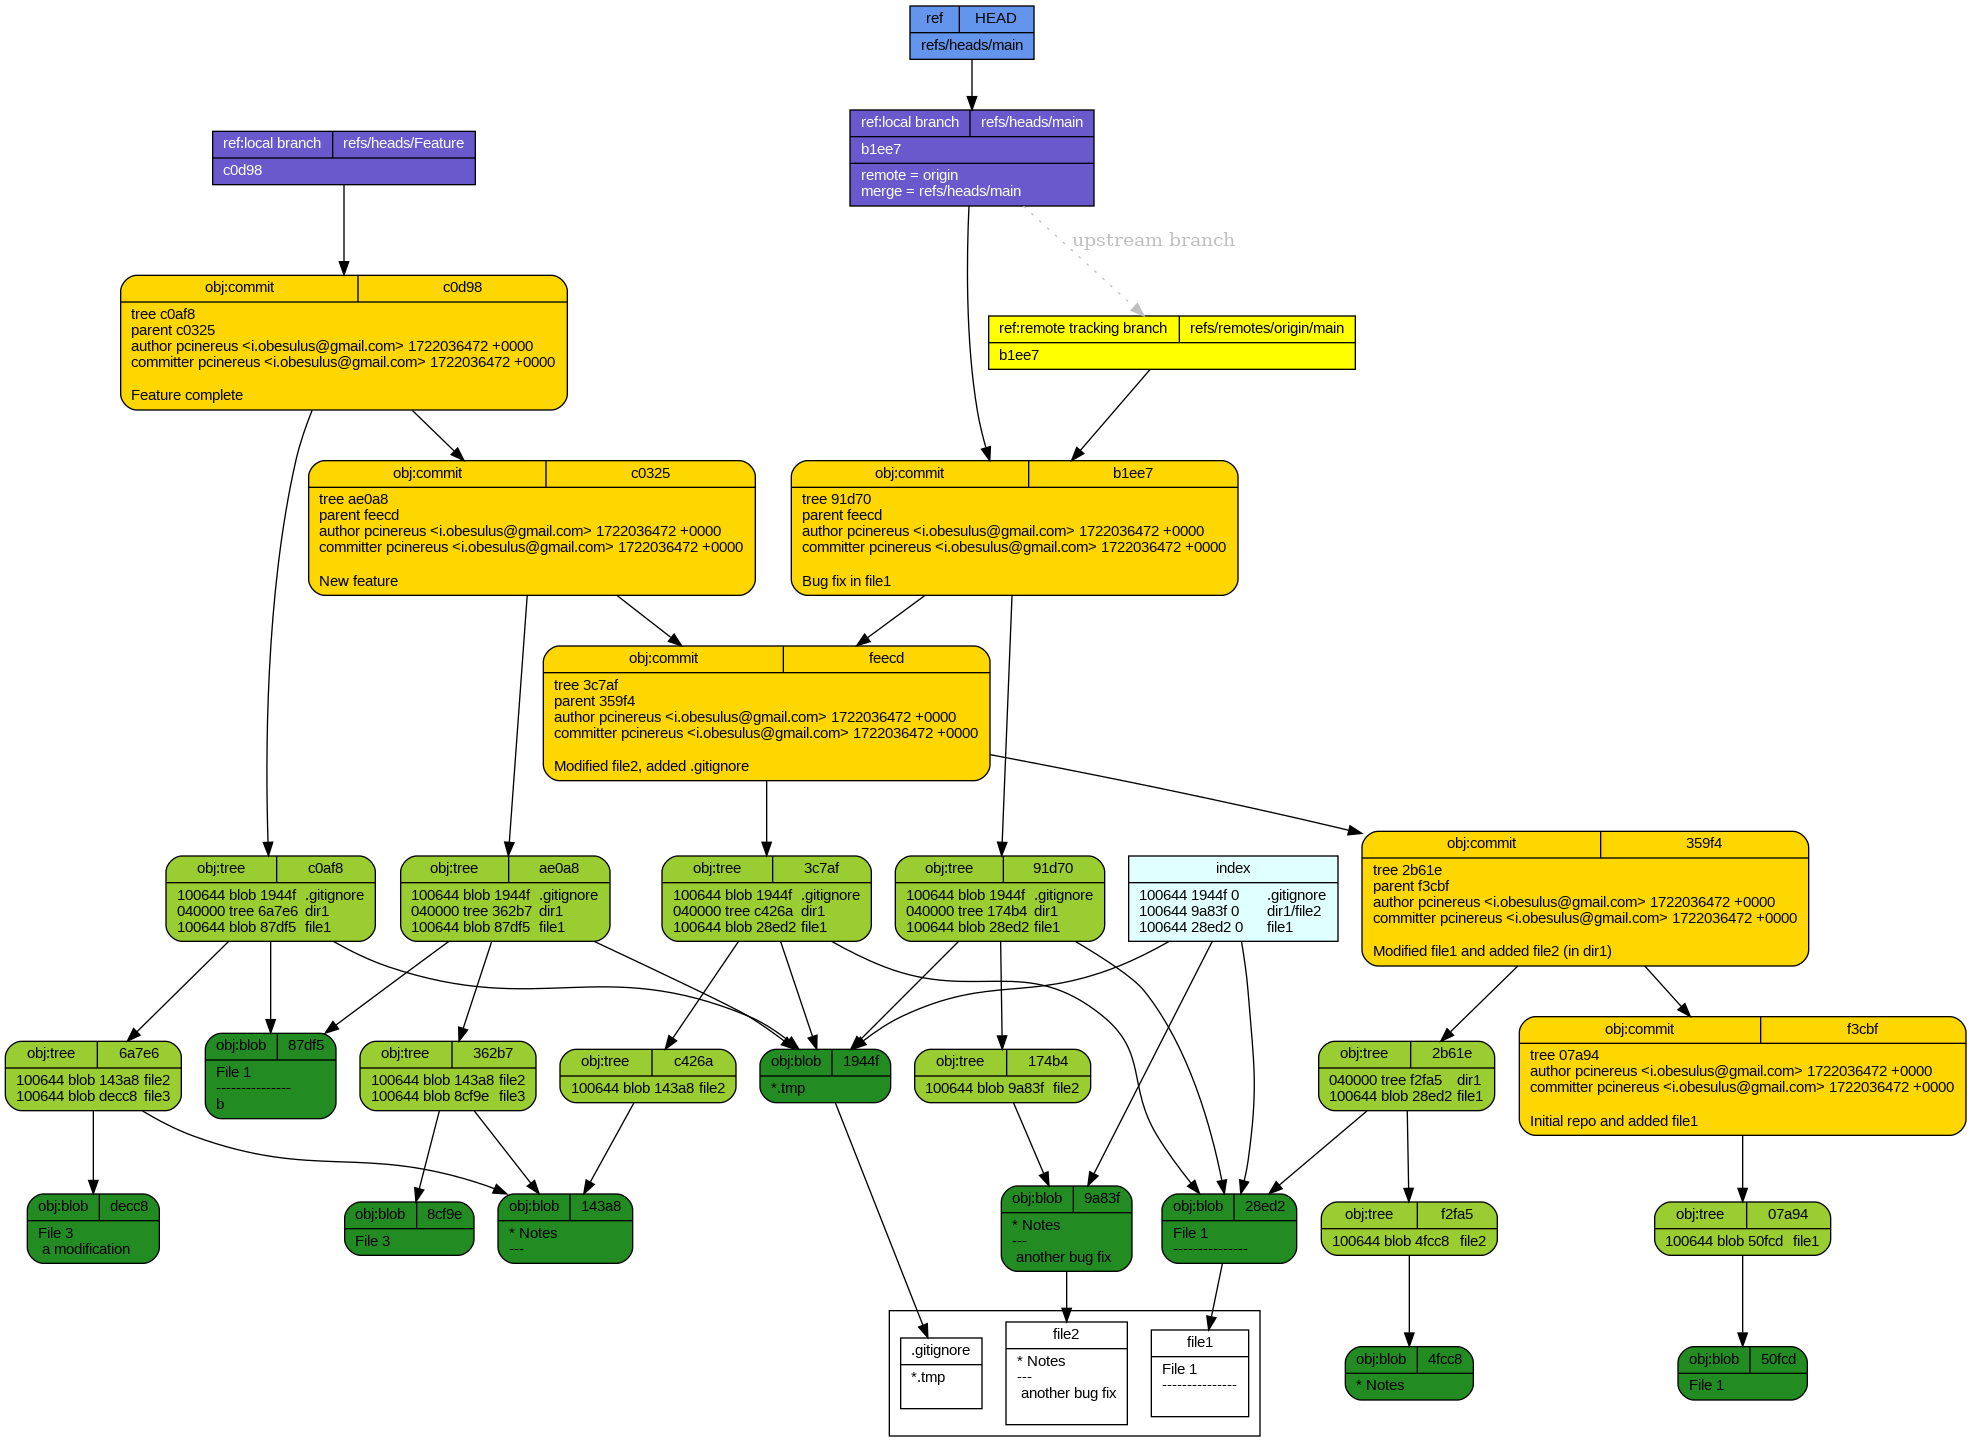 ref HEAD
refs/heads/main
ref:local branch refs/heads/main
b1ee7
remote = origin
merge = refs/heads/main
ref:local branch refs/heads/Feature
c0d98
upstream branch
obj:commit c0d98
tree c0af8
parent c0325
author pcinereus <i.obesulus@gmail.com> 1722036472 +0000
committer pcinereus <i.obesulus@gmail.com> 1722036472 +0000
Feature complete
ref:remote tracking branch refs/remotes/origin/main
b1ee7
obj:commit c0325
tree ae0a8
parent feecd
author pcinereus <i.obesulus@gmail.com> 1722036472 +0000
committer pcinereus <i.obesulus@gmail.com> 1722036472 +0000
New feature
obj:commit b1ee7
tree 91d70
parent feecd
author pcinereus <i.obesulus@gmail.com> 1722036472 +0000
committer pcinereus <i.obesulus@gmail.com> 1722036472 +0000
Bug fix in file1
obj:commit feecd
tree 3c7af
parent 359f4
author pcinereus <i.obesulus@gmail.com> 1722036472 +0000
committer pcinereus <i.obesulus@gmail.com> 1722036472 +0000
Modified file2, added .gitignore
obj:tree c0af8
100644 blob 1944f .gitignore
040000 tree 6a7e6 dir1
100644 blob 87df5 file1
obj:tree ae0a8
100644 blob 1944f .gitignore
040000 tree 362b7 dir1
100644 blob 87df5 file1
obj:tree 3c7af
100644 blob 1944f .gitignore
040000 tree c426a dir1
100644 blob 28ed2 file1
obj:tree 91d70
100644 blob 1944f .gitignore
040000 tree 174b4 dir1
100644 blob 28ed2 file1
index
100644 1944f 0 .gitignore
100644 9a83f 0 dir1/file2
100644 28ed2 0 file1
obj:commit 359f4
tree 2b61e
parent f3cbf
author pcinereus <i.obesulus@gmail.com> 1722036472 +0000
committer pcinereus <i.obesulus@gmail.com> 1722036472 +0000
Modified file1 and added file2 (in dir1)
obj:tree 6a7e6
100644 blob 143a8 file2
100644 blob decc8 file3
obj:blob 87df5
File 1
---------------
b
obj:tree 362b7
100644 blob 143a8 file2
100644 blob 8cf9e file3
obj:tree c426a
100644 blob 143a8 file2
obj:blob 1944f
*.tmp
obj:tree 174b4
100644 blob 9a83f file2
obj:tree 2b61e
040000 tree f2fa5 dir1
100644 blob 28ed2 file1
obj:commit f3cbf
tree 07a94
author pcinereus <i.obesulus@gmail.com> 1722036472 +0000
committer pcinereus <i.obesulus@gmail.com> 1722036472 +0000
Initial repo and added file1
obj:blob decc8
File 3
a modification
obj:blob 8cf9e
File 3
obj:blob 143a8
* Notes
---
obj:blob 9a83f
* Notes
---
another bug fix
obj:blob 28ed2
File 1
---------------
obj:tree f2fa5
100644 blob 4fcc8 file2
obj:tree 07a94
100644 blob 50fcd file1
.gitignore
*.tmp
file2
* Notes
---
another bug fix
file1
File 1
---------------
obj:blob 4fcc8
* Notes
obj:blob 50fcd
File 1